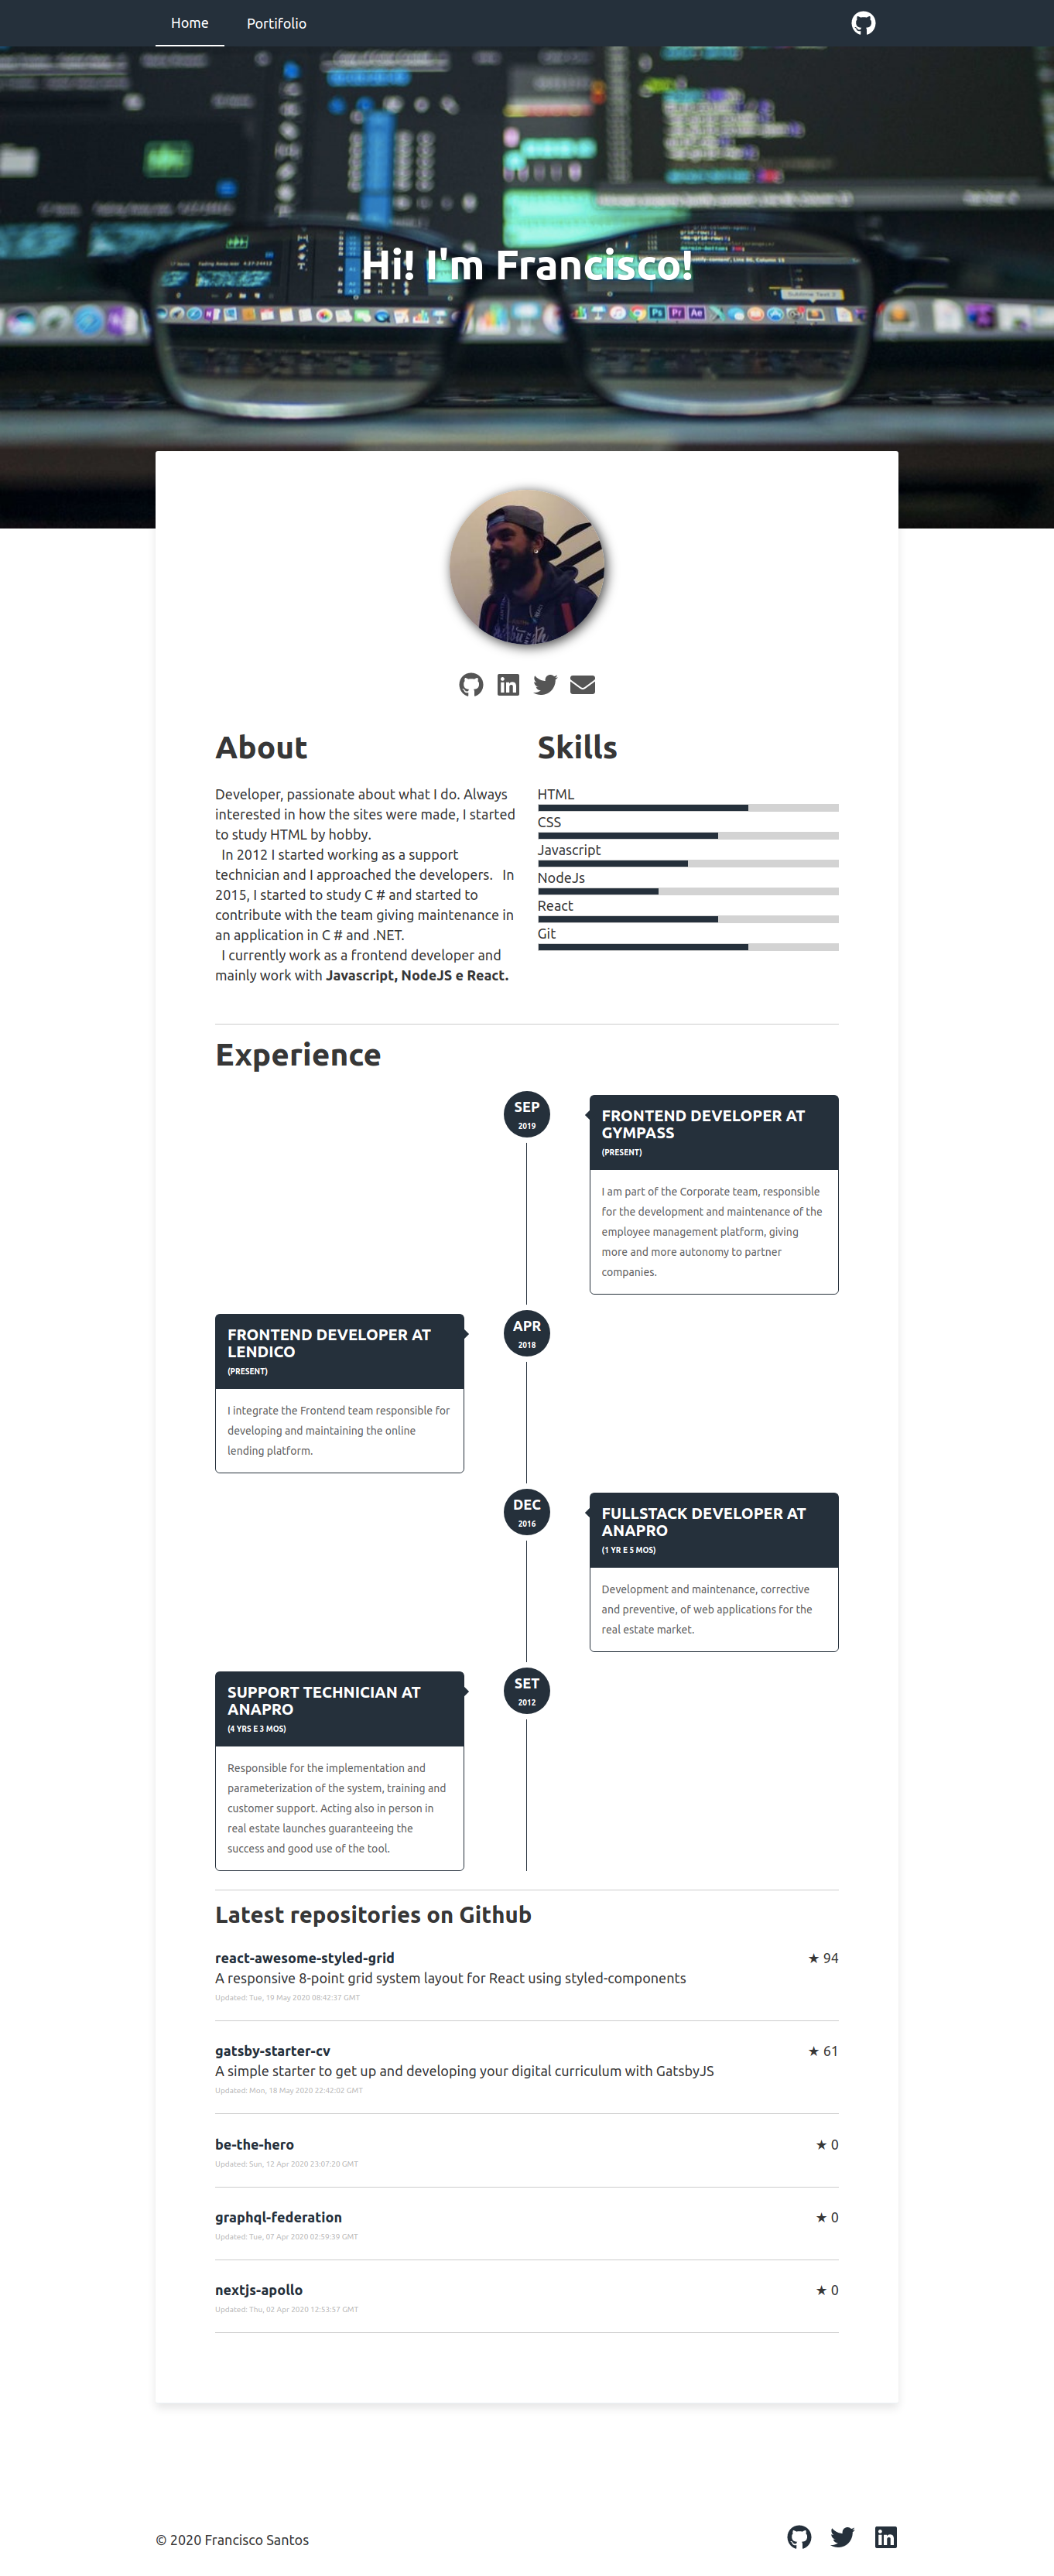 Home
Portifolio
Hi! I'm Francisco!
About
Developer, passionate about what I do. Always
interested in how the sites were made, I started
to study HTML by hobby.
In 2012 I started working as a support
technician and I approached the developers. In
2015, I started to study C # and started to
contribute with the team giving maintenance in
an application in C # and .NET.
I currently work as a frontend developer and
mainly work with Javascript, NodeJS e React.
Skills
HTML
CSS
Javascript
NodeJs
React
Git
Experience
SEP
2019
FRONTEND DEVELOPER AT
GYMPASS
(PRESENT)
I am part of the Corporate team, responsible
for the development and maintenance of the
employee management platform, giving
more and more autonomy to partner
companies.
APR
2018
FRONTEND DEVELOPER AT
LENDICO
(PRESENT)
I integrate the Frontend team responsible for
developing and maintaining the online
lending platform.
DEC
2016
FULLSTACK DEVELOPER AT
ANAPRO
(1 YR E 5 MOS)
Development and maintenance, corrective
and preventive, of web applications for the
real estate market.
SET
2012
SUPPORT TECHNICIAN AT
ANAPRO
(4 YRS E 3 MOS)
Responsible for the implementation and
parameterization of the system, training and
customer support. Acting also in person in
real estate launches guaranteeing the
success and good use of the tool.
Latest repositories on Github
react-awesome-styled-grid ★ 94
A responsive 8-point grid system layout for React using styled-components
Updated: Tue, 19 May 2020 08:42:37 GMT
gatsby-starter-cv ★ 61
A simple starter to get up and developing your digital curriculum with GatsbyJS
Updated: Mon, 18 May 2020 22:42:02 GMT
be-the-hero ★ 0
Updated: Sun, 12 Apr 2020 23:07:20 GMT
graphql-federation ★ 0
Updated: Tue, 07 Apr 2020 02:59:39 GMT
nextjs-apollo ★ 0
Updated: Thu, 02 Apr 2020 12:53:57 GMT
© 2020 Francisco Santos